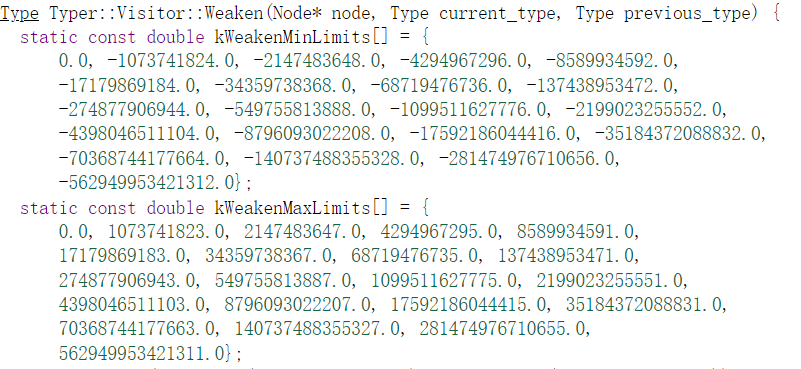 Type Typer::Visitor::Weaken(Node* node, Type current_type, Type previous_type) {
static const double kWeakenMinLimits[] = {
0.0, -1073741824.0, -2147483648.0, -4294967296.0, -8589934592.0,
-17179869184.0, -34359738368.0, -68719476736.0, -137438953472.0,
-274877906944.0, -549755813888.0, -1099511627776.0, -2199023255552.0,
-4398046511104.0, -8796093022208.0, -17592186044416.0, -35184372088832.0,
-70368744177664.0, -140737488355328.0, -281474976710656.0,
-562949953421312.0};
static const double kWeakenMaxLimits[] = {
0.0, 1073741823.0, 2147483647.0, 4294967295.0, 8589934591.0,
17179869183.0, 34359738367.0, 68719476735.0, 137438953471.0,
274877906943.0, 549755813887.0, 1099511627775.0, 2199023255551.0,
4398046511103.0, 8796093022207.0, 17592186044415.0, 35184372088831.0,
70368744177663.0, 140737488355327.0, 281474976710655.0,
562949953421311.0};